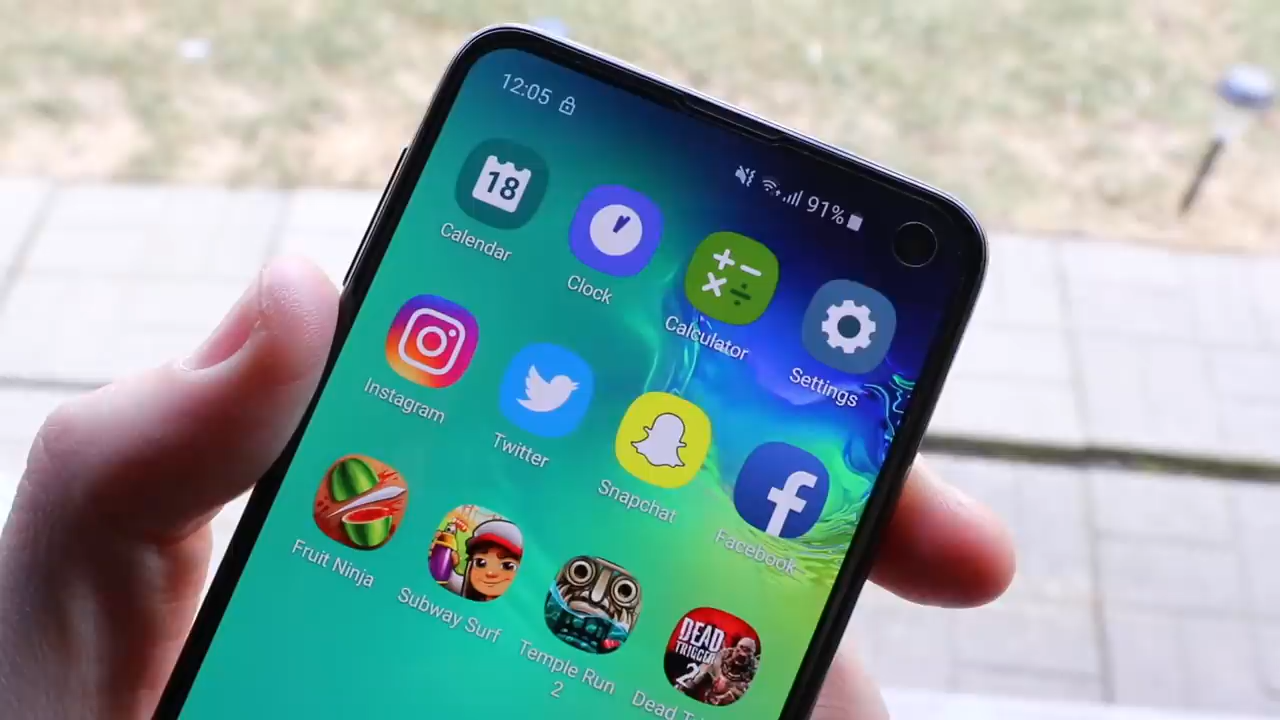 12:05
91%
18
Calendar
Clock
Calculator
Settings
Instagram
Twitter
Snapchat
Facebook
Fruit Ninja
Subway Surf
Temple Run
2
DEAD
TRIGGER
2
Dead